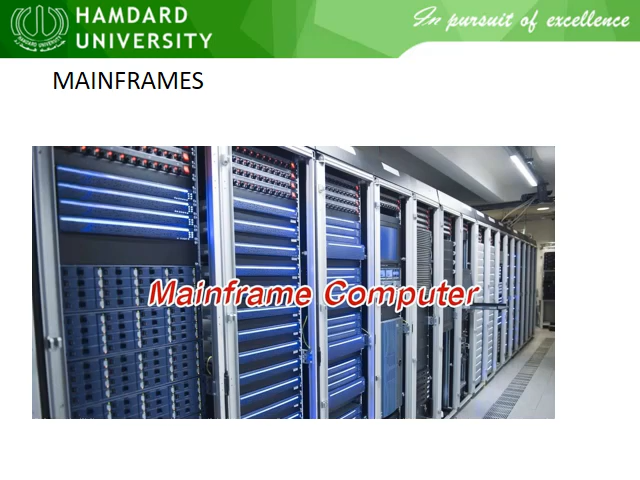 HAMDARD
UNIVERSITY
In pursuit of excellence
MAINFRAMES
Mainframe Computer